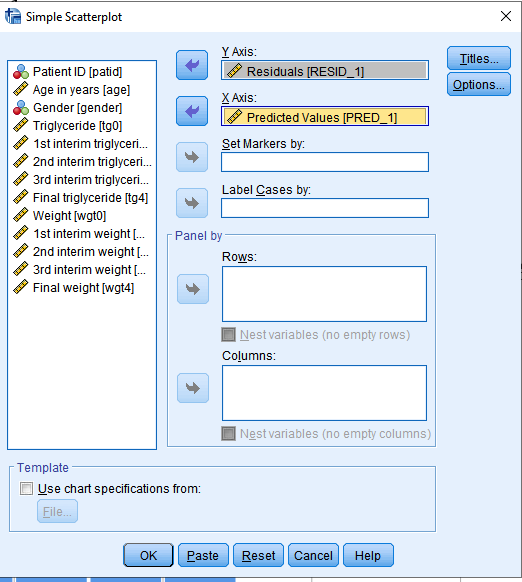 Simple Scatterplot
Patient ID [patid]
Age in years [age]
Gender [gender]
Triglyceride [tg0]
1st interim triglyceri...
2nd interim triglyceri...
3rd interim triglyceri...
Final triglyceride [tg4]
Weight [wgt0]
1st interim weight [...
2nd interim weight [...
3rd interim weight [...
Final weight [wgt4]
Y Axis:
Residuals [RESID_1]
X Axis:
Predicted Values [PRED_1]
Set Markers by:
Label Cases by:
Panel by
Rows:
Nest variables (no empty rows)
Columns:
Nest variables (no empty columns)
Titles...
Options...
Template
Use chart specifications from:
File...
OK
Paste
Reset
Cancel
Help